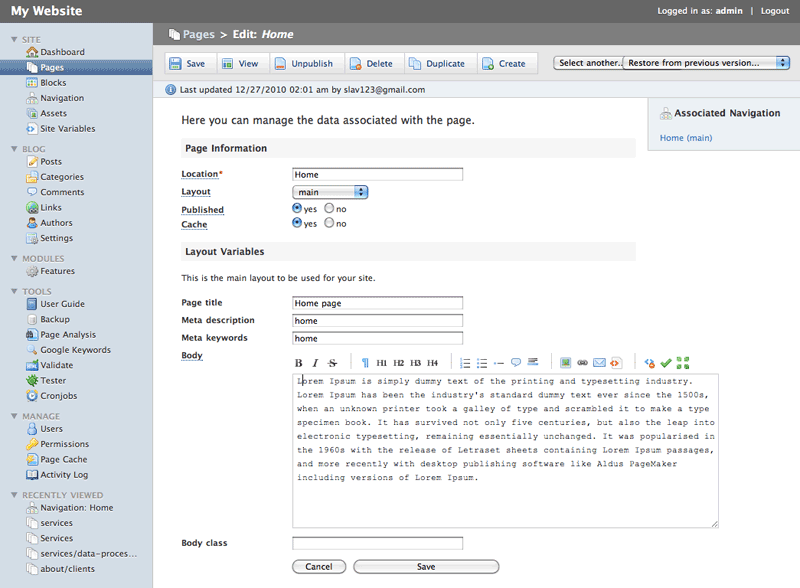 My Website
Logged in as: admin | Logout
SITE
Dashboard
Pages
Blocks
Navigation
Assets
Site Variables
BLOG
Posts
Categories
Comments
Links
Authors
Settings
MODULES
Features
TOOLS
User Guide
Backup
Page Analysis
Google Keywords
Validate
Tester
Cronjobs
MANAGE
Users
Permissions
Page Cache
Activity Log
RECENTLY VIEWED
Navigation: Home
services
Services
services/data-proces...
about/clients
Pages > Edit: Home
Save View Unpublish Delete Duplicate Create Select another.. Restore from previous version...
Last updated 12/27/2010 02:01 am by slav123@gmail.com
Here you can manage the data associated with the page.
Page Information
Location* Home
Layout main
Published yes no
Cache yes no
Layout Variables
This is the main layout to be used for your site.
Page title Home page
Meta description home
Meta keywords home
Body B I S ¶ H1 H2 H3 H4
Lorem Ipsum is simply dummy text of the printing and typesetting industry.
Lorem Ipsum has been the industry's standard dummy text ever since the 1500s,
when an unknown printer took a galley of type and scrambled it to make a type
specimen book. It has survived not only five centuries, but also the leap into
electronic typesetting, remaining essentially unchanged. It was popularised in
the 1960s with the release of Letraset sheets containing Lorem Ipsum passages,
and more recently with desktop publishing software like Aldus PageMaker
including versions of Lorem Ipsum.
Body class
Cancel Save
Associated Navigation
Home (main)